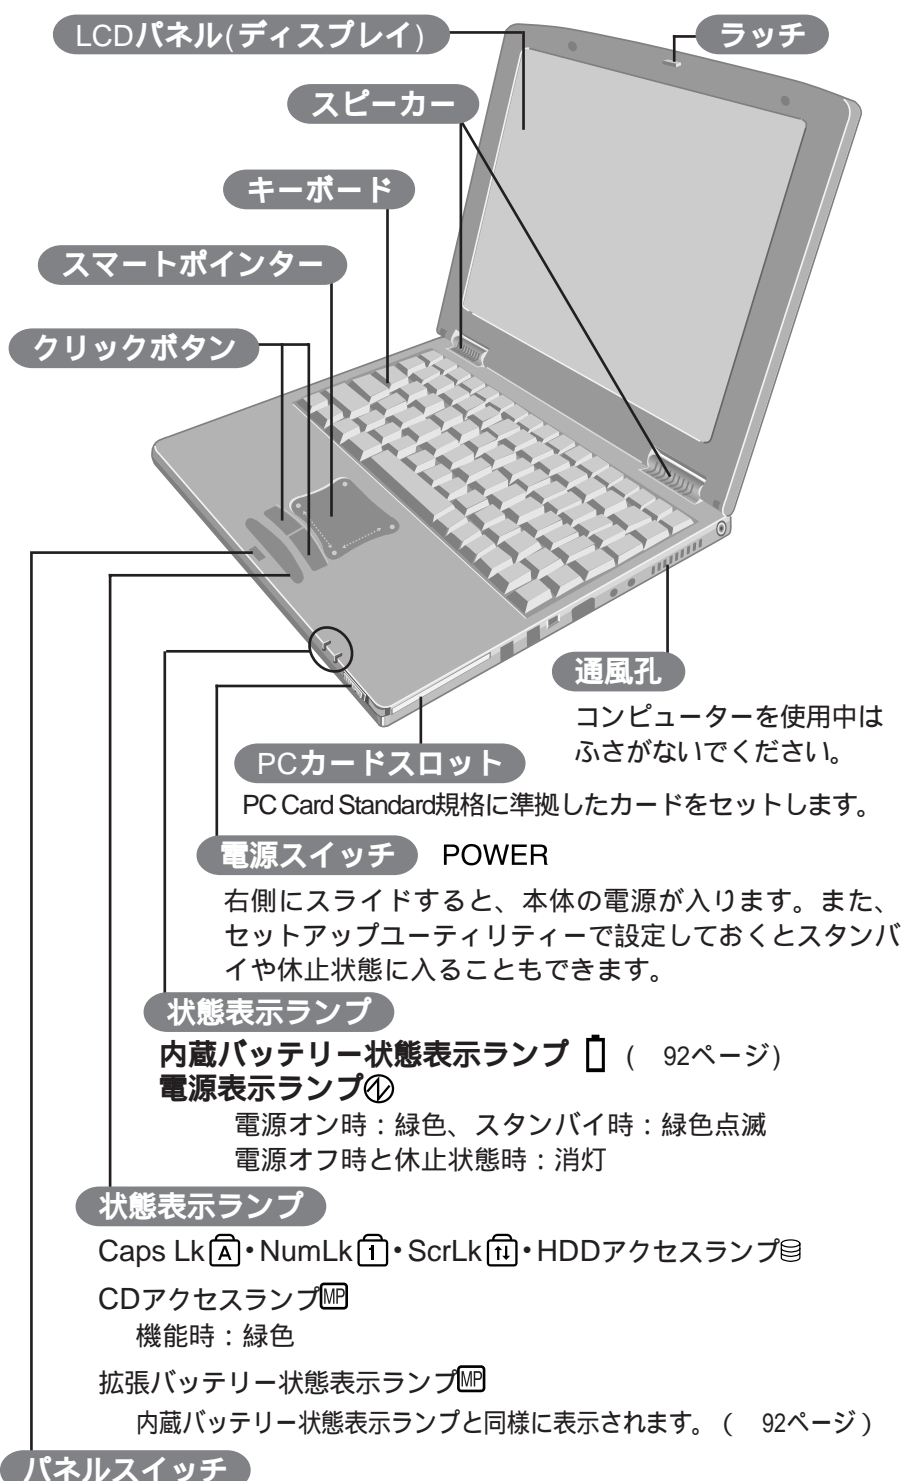 LCDパネル(ディスプレイ)
ラッチ
スピーカー
キーボード
スマートポインター
クリックボタン
通風孔
コンピューターを使用中は
ふさがないでください。
PCカードスロット
PC Card Standard規格に準拠したカードをセットします。
電源スイッチ POWER
右側にスライドすると、本体の電源が入ります。また、
セットアップユーティリティーで設定しておくとスタンバ
イや休止状態に入ることもできます。
状態表示ランプ
内蔵バッテリー状態表示ランプ ( 92ページ)
電源表示ランプ
電源オン時：緑色、スタンバイ時：緑色点滅
電源オフ時と休止状態時：消灯
状態表示ランプ
Caps Lk A・NumLk 1・ScrLk ↑↓・HDDアクセスランプ
CDアクセスランプMP
機能時：緑色
拡張バッテリー状態表示ランプMP
内蔵バッテリー状態表示ランプと同様に表示されます。( 92ページ)
パネルスイッチ